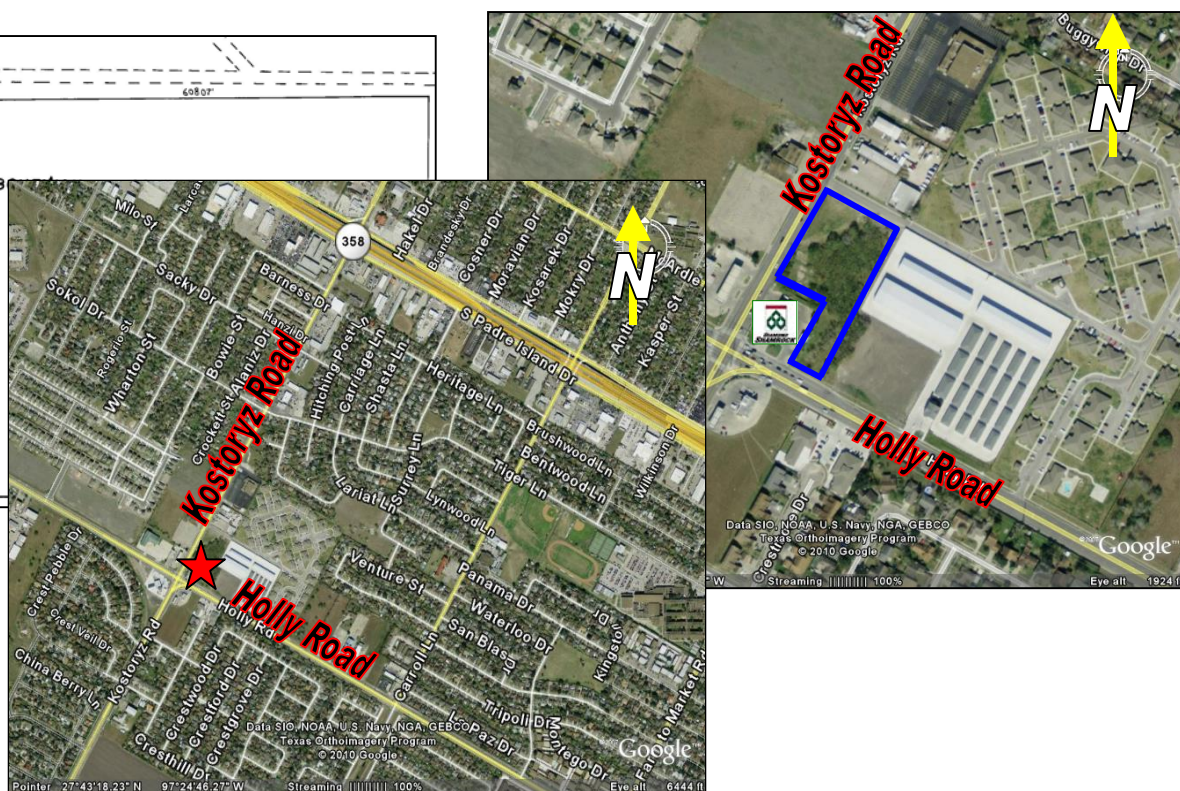 60807'
Milo St
Sacky Dr
Sokol Dr
Rogerio St
Wharton St
Bowie St
Crockett St
Alaniz Dr
Barness Dr
Hanzi Dr
358
Hakel Dr
Brandesky Dr
Cosner Dr
Moravian Dr
Kosarek Dr
Mokry Dr
Kasper St
S Padre Island Dr
N
Kostoryz Road
Hitching Post Ln
Carriage Ln
Shasta Ln
Heritage Ln
Surrey Ln
Lariat Ln
Lynwood Ln
Tiger Ln
Brushwood Ln
Bentwood Ln
Wilkinson Dr
Venture St
Panama Dr
Waterloo Dr
San Blas Dr
Carroll Ln
Tripoli Dr
Montego Dr
La Paz Dr
Farm to Market Rd
Holly Road
Holly Rd
Kostoryz Rd
Crest Pebble Dr
Crest Veil Dr
China Berry Ln
Crestwood Dr
Crestford Dr
Crestgrove Dr
Cresthill Dr
Data SIO, NOAA, U.S. Navy, NGA, GEBCO
Texas Orthoimagery Program
© 2010 Google
Google
Pointer 27°43'18.23" N 97°24'46.27" W Streaming |||||||||| 100% Eye alt 6444 ft
Kostoryz Road
N
DIAMOND
SHAMROCK
Holly Road
Data SIO, NOAA, U.S. Navy, NGA, GEBCO
Texas Orthoimagery Program
© 2010 Google
Google
" W Streaming |||||||||| 100% Eye alt 1924 ft